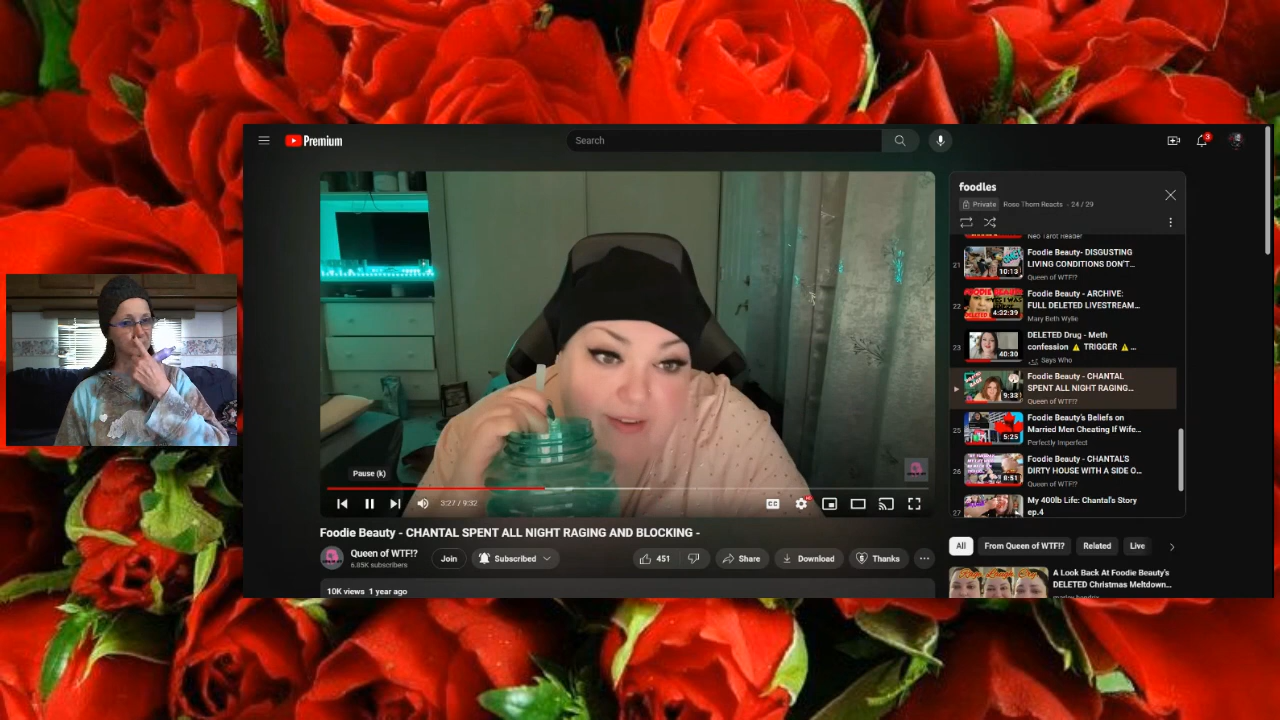 Premium
Search
3
foodles
Private Rose Thorn Reacts - 24 / 29
Neo Tarot Reader
21
10:13
Foodie Beauty- DISGUSTING
LIVING CONDITIONS DON'T...
Queen of WTF!?
22
4:32:39
Foodie Beauty - ARCHIVE:
FULL DELETED LIVESTREAM...
Mary Beth Wylie
23
40:30
DELETED Drug - Meth
confession ⚠ TRIGGER ⚠ ...
Says Who
9:33
Foodie Beauty - CHANTAL
SPENT ALL NIGHT RAGING...
Queen of WTF!?
25
5:25
Foodie Beauty's Beliefs on
Married Men Cheating If Wife...
Perfectly Imperfect
26
8:51
Foodie Beauty - CHANTAL'S
DIRTY HOUSE WITH A SIDE O...
Queen of WTF!?
27
My 400lb Life: Chantal's Story
ep.4
Pause (k)
3:27 / 9:32
CC
Foodie Beauty - CHANTAL SPENT ALL NIGHT RAGING AND BLOCKING -
Queen of WTF!?
6.85K subscribers
Join
Subscribed
451
Share
Download
Thanks
10K views 1 year ago
All
From Queen of WTF!?
Related
Live
A Look Back At Foodie Beauty's
DELETED Christmas Meltdown...